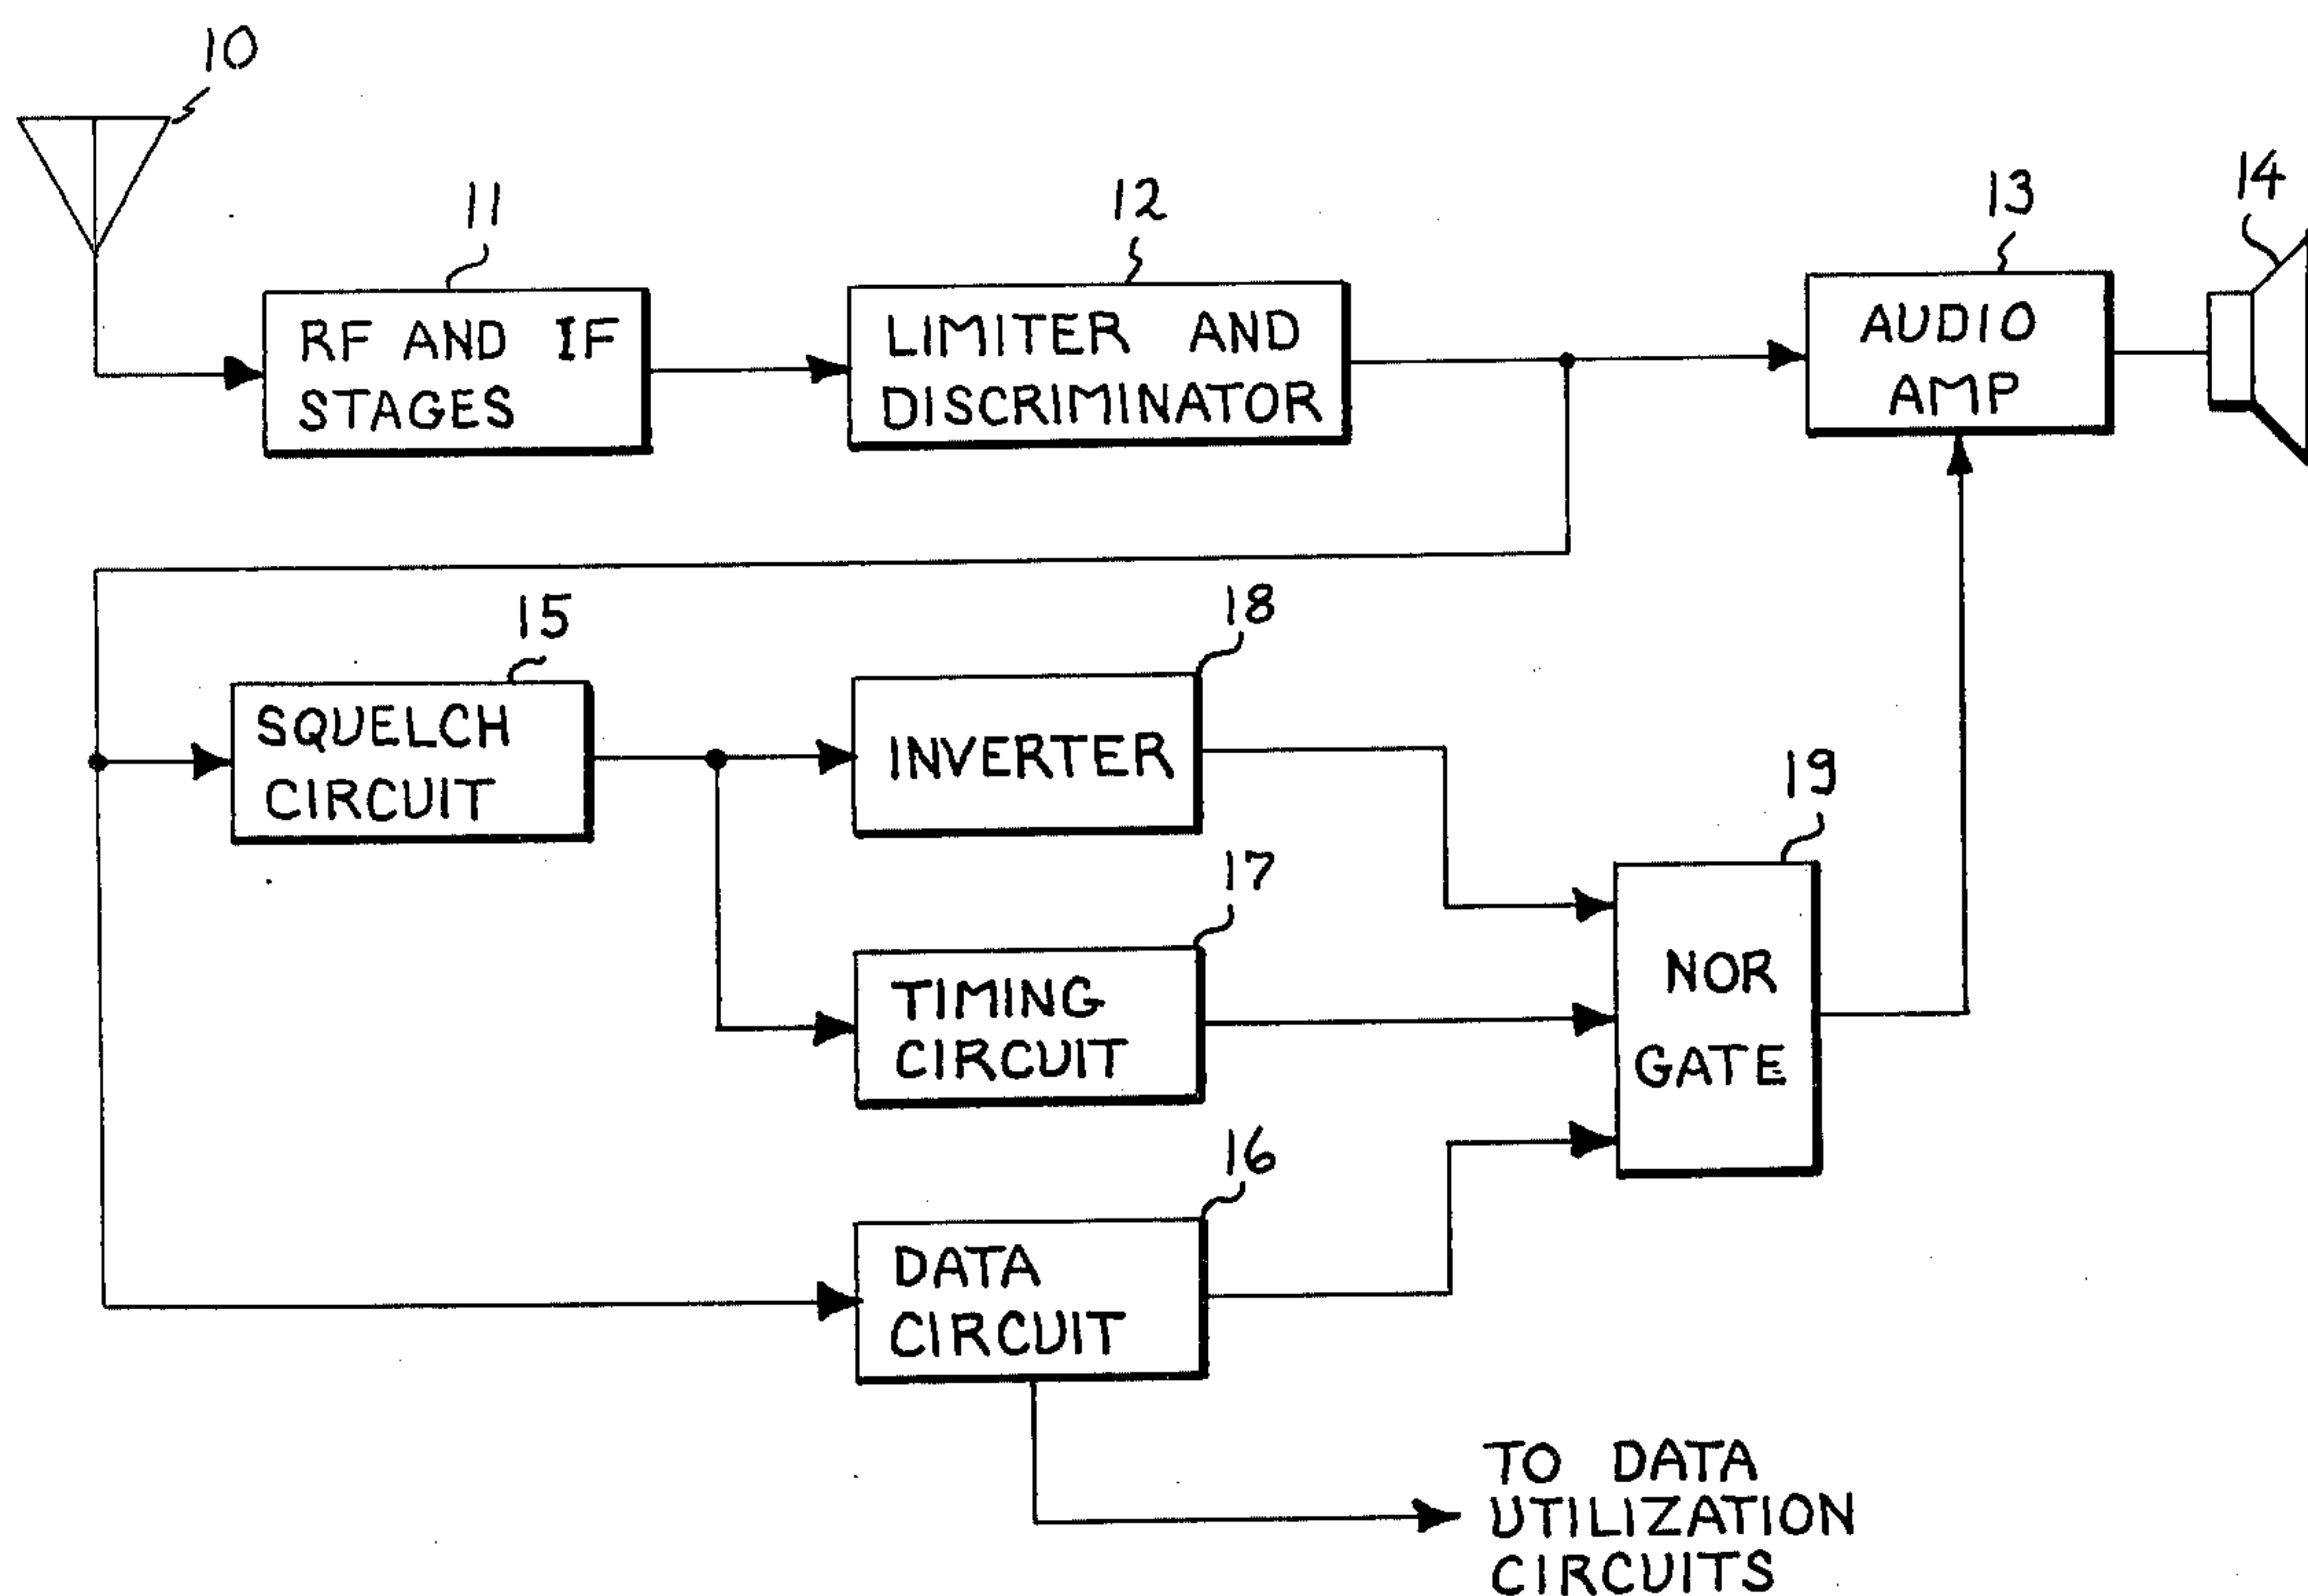 10
11
12
13
14
RF AND IF
STAGES
LIMITER AND
DISCRIMINATOR
AUDIO
AMP
15
18
SQUELCH
CIRCUIT
INVERTER
19
17
TIMING
CIRCUIT
NOR
GATE
16
DATA
CIRCUIT
TO DATA
UTILIZATION
CIRCUITS